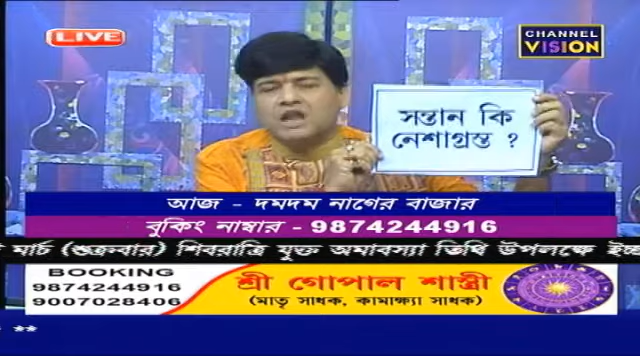 LIVE
CHANNEL
VISION
সন্তান কি
নেশাগ্রস্ত ?
আজ - দমদম নাগের বাজার
বুকিং নাম্বার - 9874244916
মার্চ (শুক্রবার) শিবরাত্রি যুক্ত অমাবস্যা তিথি উপলক্ষে
BOOKING
9874244916
9007028406
শ্রী গোপাল শাস্ত্রী
(মাতৃ সাধক, কামাক্ষ্যা সাধক)
**